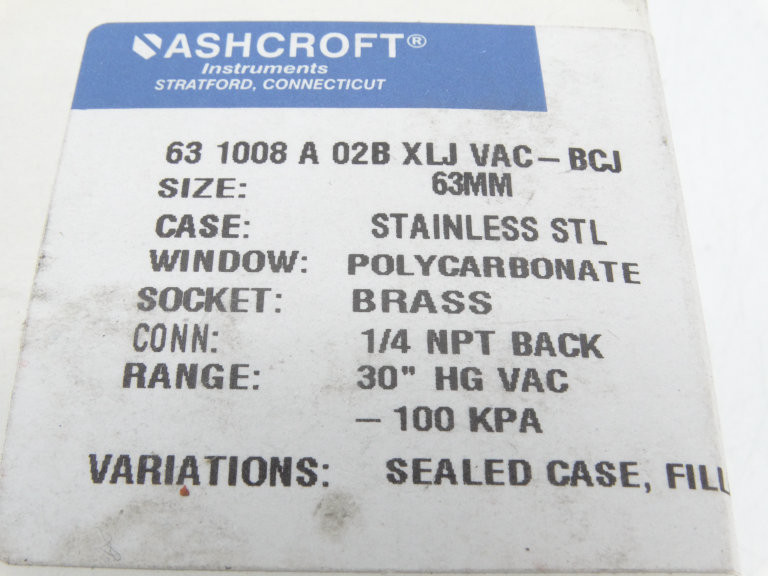 ASHCROFT®
Instruments
STRATFORD, CONNECTICUT
63 1008 A 02B XLJ VAC-BCJ
SIZE: 63MM
CASE: STAINLESS STL
WINDOW: POLYCARBONATE
SOCKET: BRASS
CONN: 1/4 NPT BACK
RANGE: 30" HG VAC
- 100 KPA
VARIATIONS: SEALED CASE, FILL